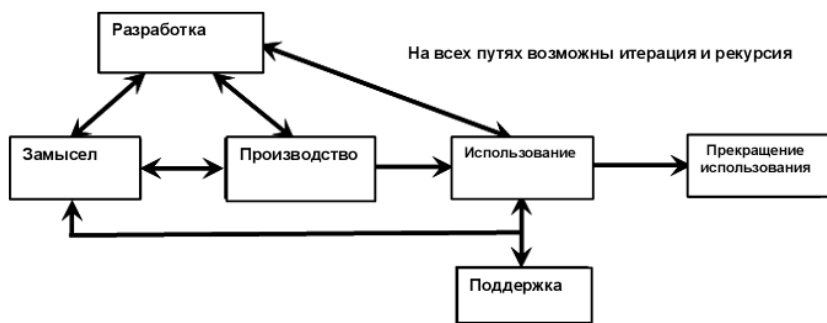 Разработка
На всех путях возможны итерация и рекурсия
Замысел
Производство
Использование
Прекращение
использования
Поддержка